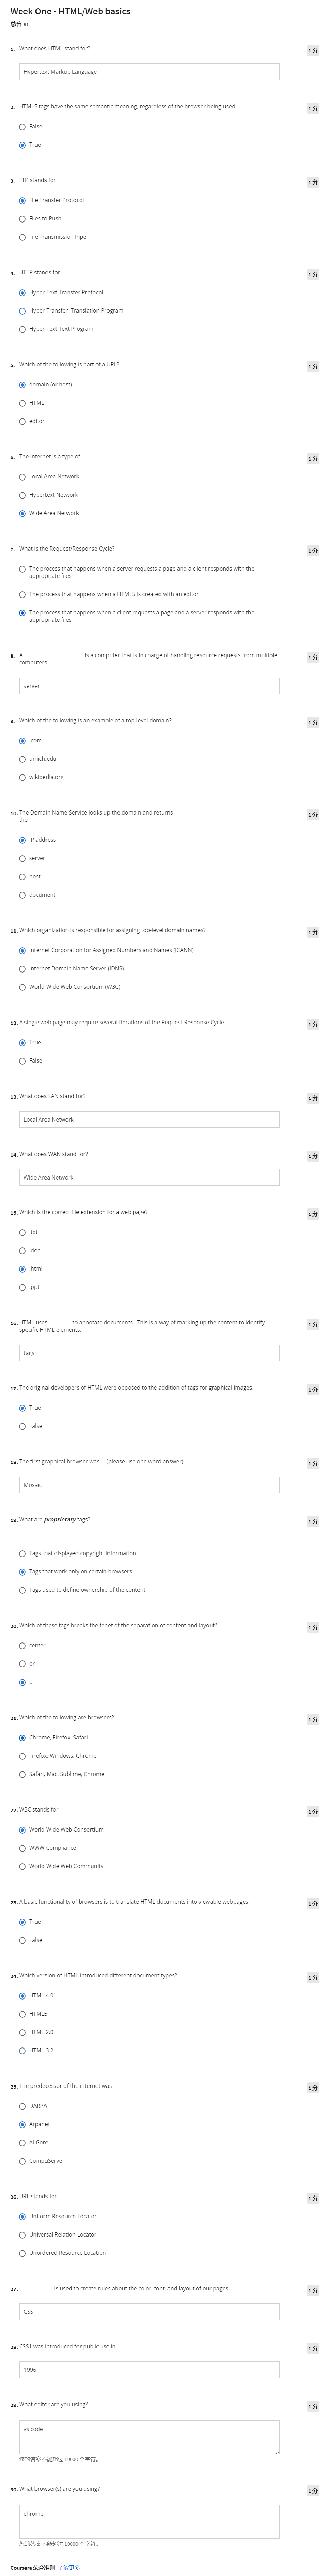 Week One - HTML/Web basics
总分 30
1. What does HTML stand for?
1 分
Hypertext Markup Language
2. HTML5 tags have the same semantic meaning, regardless of the browser being used.
1 分
False
True
3. FTP stands for
1 分
File Transfer Protocol
Files to Push
File Transmission Pipe
4. HTTP stands for
1 分
Hyper Text Transfer Protocol
Hyper Transfer Translation Program
Hyper Text Text Program
5. Which of the following is part of a URL?
1 分
domain (or host)
HTML
editor
6. The Internet is a type of
1 分
Local Area Network
Hypertext Network
Wide Area Network
7. What is the Request/Response Cycle?
1 分
The process that happens when a server requests a page and a client responds with the
appropriate files
The process that happens when a HTML5 is created with an editor
The process that happens when a client requests a page and a server responds with the
appropriate files
8. A ______________________ is a computer that is in charge of handling resource requests from multiple
computers.
1 分
server
9. Which of the following is an example of a top-level domain?
1 分
.com
umich.edu
wikipedia.org
10. The Domain Name Service looks up the domain and returns
the
1 分
IP address
server
host
document
11. Which organization is responsible for assigning top-level domain names?
1 分
Internet Corporation for Assigned Numbers and Names (ICANN)
Internet Domain Name Server (IDNS)
World Wide Web Consortium (W3C)
12. A single web page may require several iterations of the Request-Response Cycle.
1 分
True
False
13. What does LAN stand for?
1 分
Local Area Network
14. What does WAN stand for?
1 分
Wide Area Network
15. Which is the correct file extension for a web page?
1 分
.txt
.doc
.html
.ppt
16. HTML uses ________ to annotate documents. This is a way of marking up the content to identify
specific HTML elements.
1 分
tags
17. The original developers of HTML were opposed to the addition of tags for graphical images.
1 分
True
False
18. The first graphical browser was.... (please use one word answer)
1 分
Mosaic
19. What are proprietary tags?
1 分
Tags that displayed copyright information
Tags that work only on certain browsers
Tags used to define ownership of the content
20. Which of these tags breaks the tenet of the separation of content and layout?
1 分
center
br
p
21. Which of the following are browsers?
1 分
Chrome, Firefox, Safari
Firefox, Windows, Chrome
Safari, Mac, Sublime, Chrome
22. W3C stands for
1 分
World Wide Web Consortium
WWW Compliance
World Wide Web Community
23. A basic functionality of browsers is to translate HTML documents into viewable webpages.
1 分
True
False
24. Which version of HTML introduced different document types?
1 分
HTML 4.01
HTML5
HTML 2.0
HTML 3.2
25. The predecessor of the internet was
1 分
DARPA
Arpanet
Al Gore
CompuServe
26. URL stands for
1 分
Uniform Resource Locator
Universal Relation Locator
Unordered Resource Location
27. ____________ is used to create rules about the color, font, and layout of our pages
1 分
CSS
28. CSS1 was introduced for public use in
1 分
1996
29. What editor are you using?
1 分
vs code
您的答案不能超过 10000 个字符。
30. What browser(s) are you using?
1 分
chrome
您的答案不能超过 10000 个字符。
Coursera 荣誉准则 了解更多